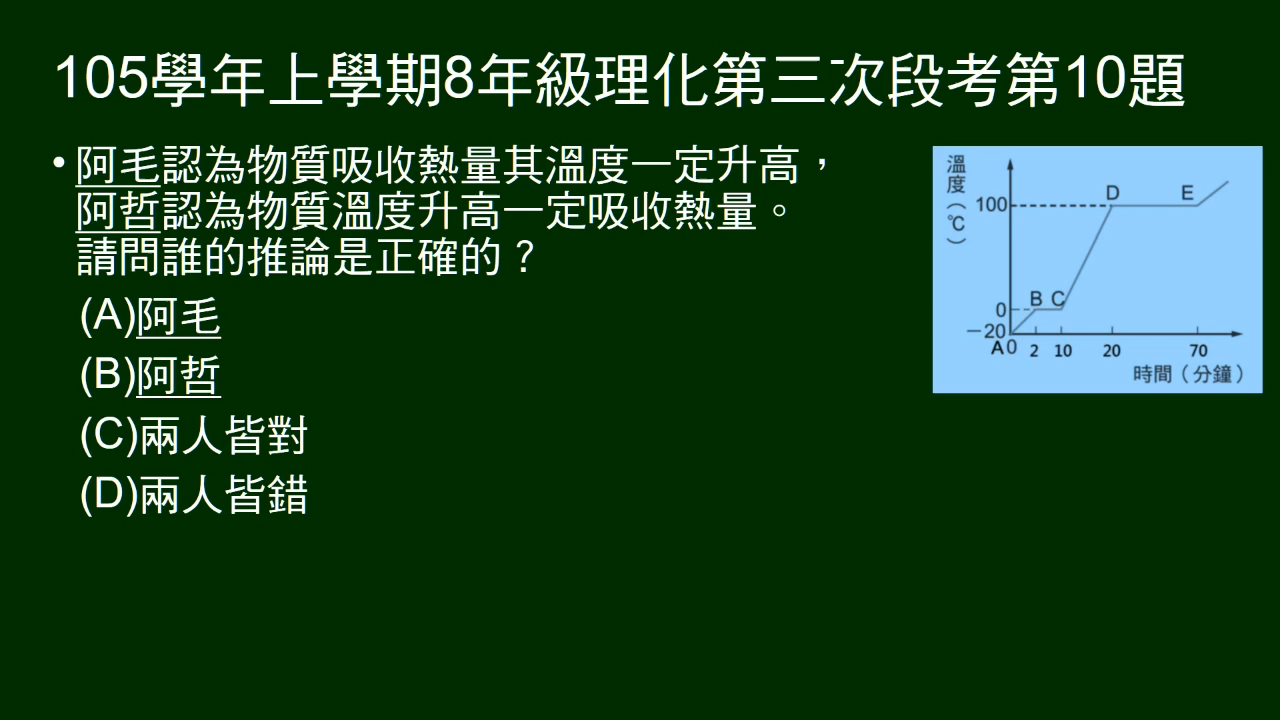 105學年上學期8年級理化第三次段考第10題
•阿毛認為物質吸收熱量其溫度一定升高，
阿哲認為物質溫度升高一定吸收熱量。
請問誰的推論是正確的？
(A)阿毛
(B)阿哲
(C)兩人皆對
(D)兩人皆錯
溫度（℃）
100
D
E
B
C
0
－20
A
0
2
10
20
70
時間（分鐘）